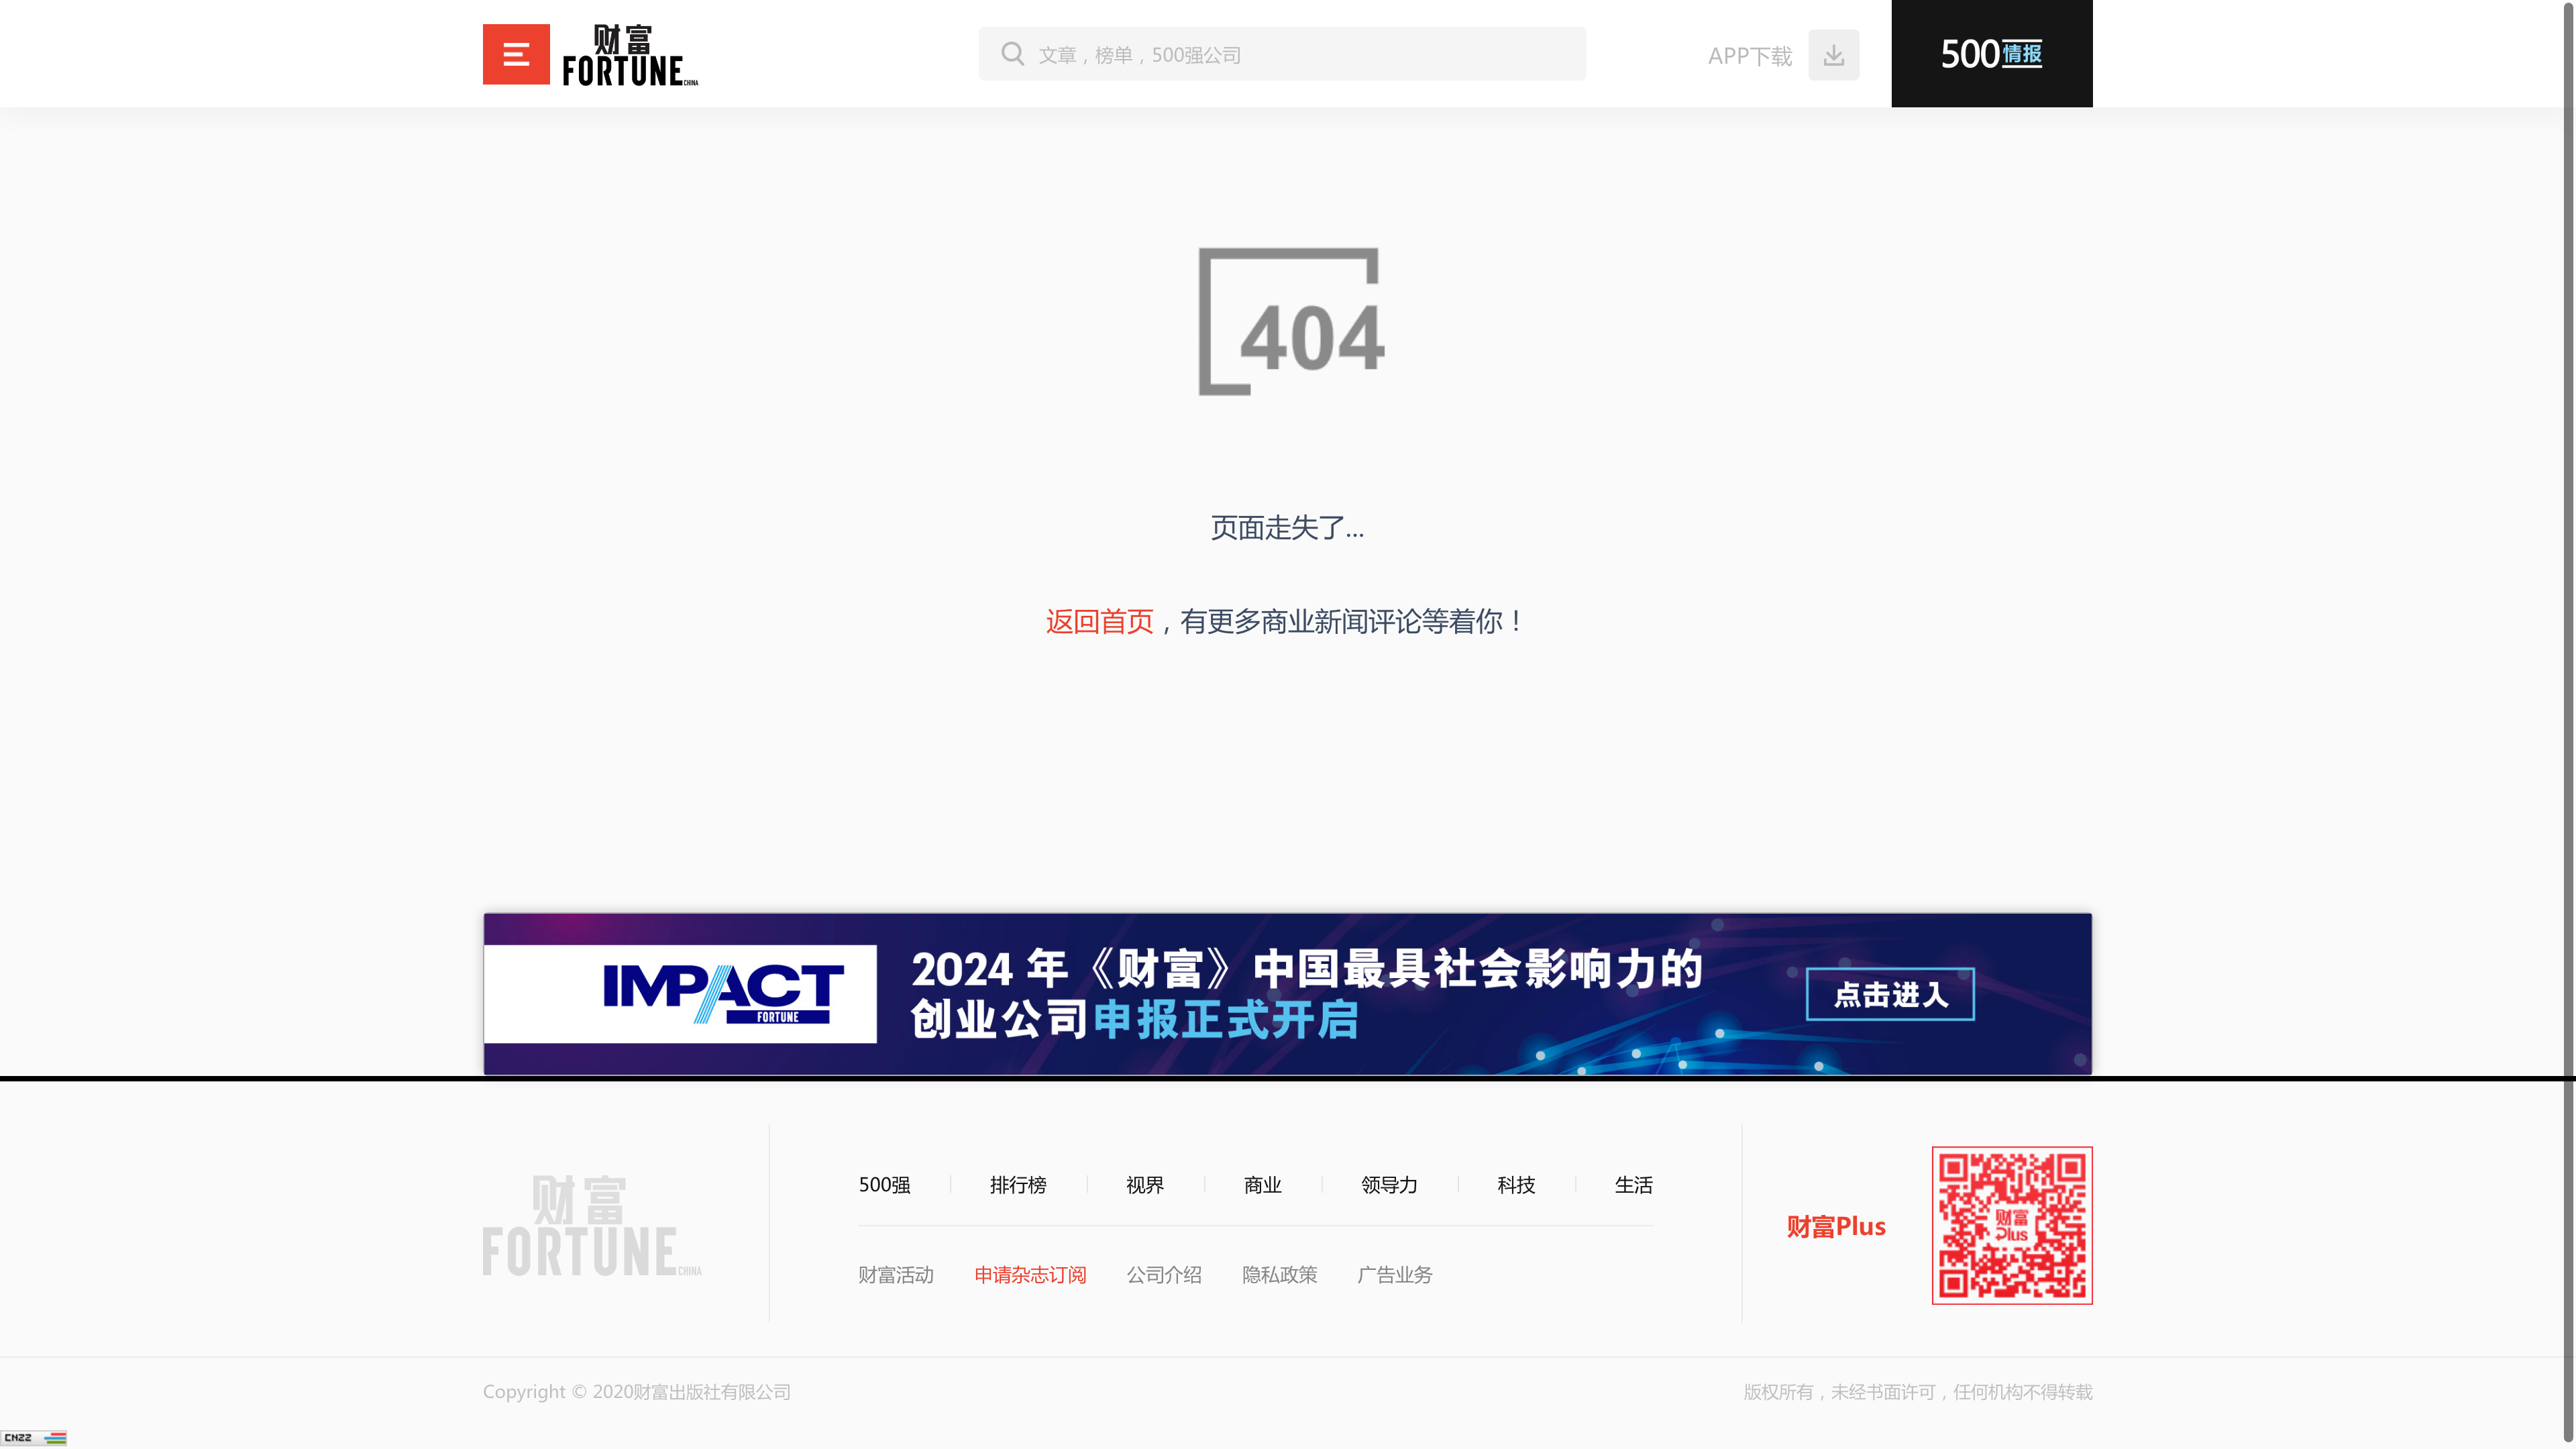 财富
FORTUNE CHINA
文章，榜单，500强公司
APP下载
500情报
404
页面走失了...
返回首页，有更多商业新闻评论等着你！
IMPACT
FORTUNE
2024 年《财富》中国最具社会影响力的
创业公司申报正式开启
点击进入
财富
FORTUNE CHINA
500强
排行榜
视界
商业
领导力
科技
生活
财富活动
申请杂志订阅
公司介绍
隐私政策
广告业务
财富Plus
财富
Plus
Copyright © 2020财富出版社有限公司
版权所有，未经书面许可，任何机构不得转载
CNZZ